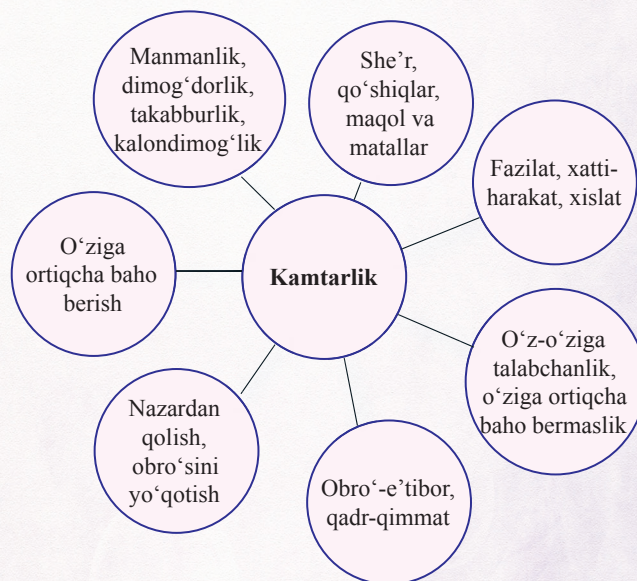 Manmanlik,
dimog‘dorlik,
takabburlik,
kalondimog‘lik
She’r,
qo‘shiqlar,
maqol va
matallar
Fazilat, xatti-
harakat, xislat
O‘ziga
ortiqcha baho
berish
Kamtarlik
O‘z-o‘ziga
talabchanlik,
o‘ziga ortiqcha
baho bermaslik
Nazardan
qolish,
obro‘sini
yo‘qotish
Obro‘-e’tibor,
qadr-qimmat